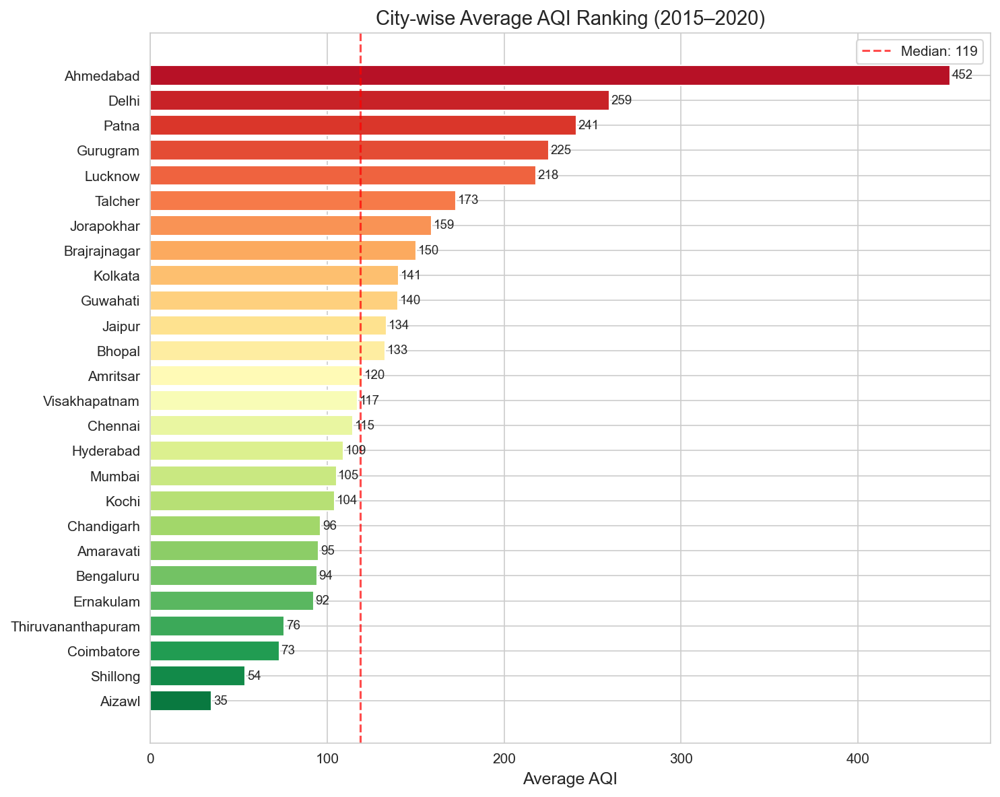 City-wise Average AQI Ranking (2015–2020)
Median: 119
Ahmedabad 452
Delhi 259
Patna 241
Gurugram 225
Lucknow 218
Talcher 173
Jorapokhar 159
Brajrajnagar 150
Kolkata 141
Guwahati 140
Jaipur 134
Bhopal 133
Amritsar 120
Visakhapatnam 117
Chennai 115
Hyderabad 109
Mumbai 105
Kochi 104
Chandigarh 96
Amaravati 95
Bengaluru 94
Ernakulam 92
Thiruvananthapuram 76
Coimbatore 73
Shillong 54
Aizawl 35
0 100 200 300 400
Average AQI